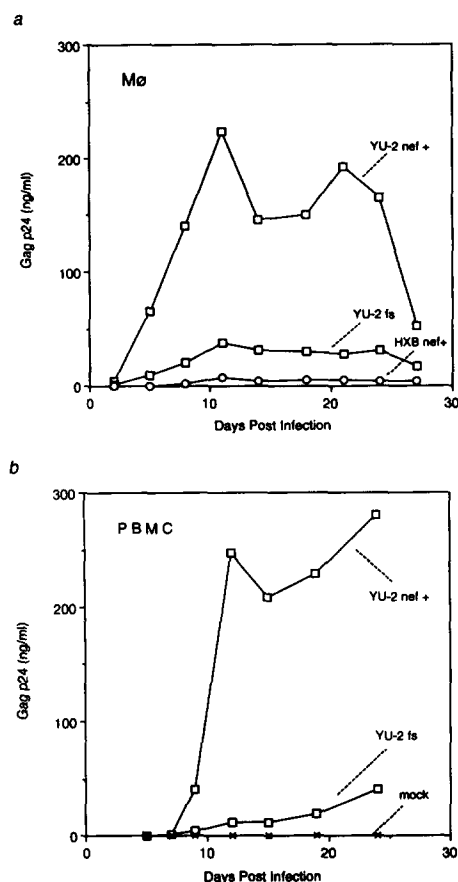 a
300
200
100
0
Gag p24 (ng/ml)
Mø
YU-2 nef +
YU-2 fs
HXB nef+
0 10 20 30
Days Post Infection
b
300
200
100
0
Gag p24 (ng/ml)
P B M C
YU-2 nef +
YU-2 fs
mock
0 10 20 30
Days Post Infection